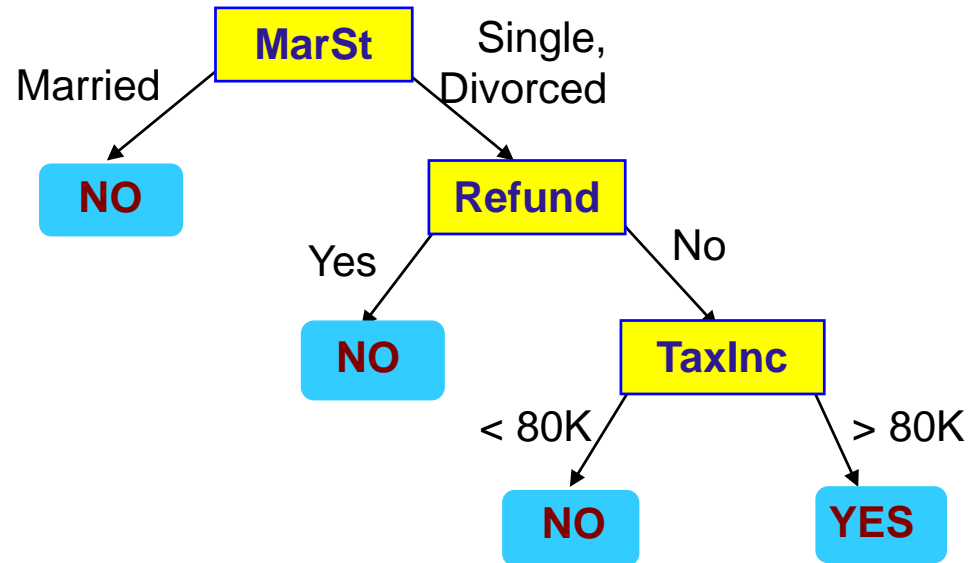 MarSt
Single,
Married
Divorced
NO
Refund
Yes
No
NO
TaxInc
< 80K
> 80K
NO
YES